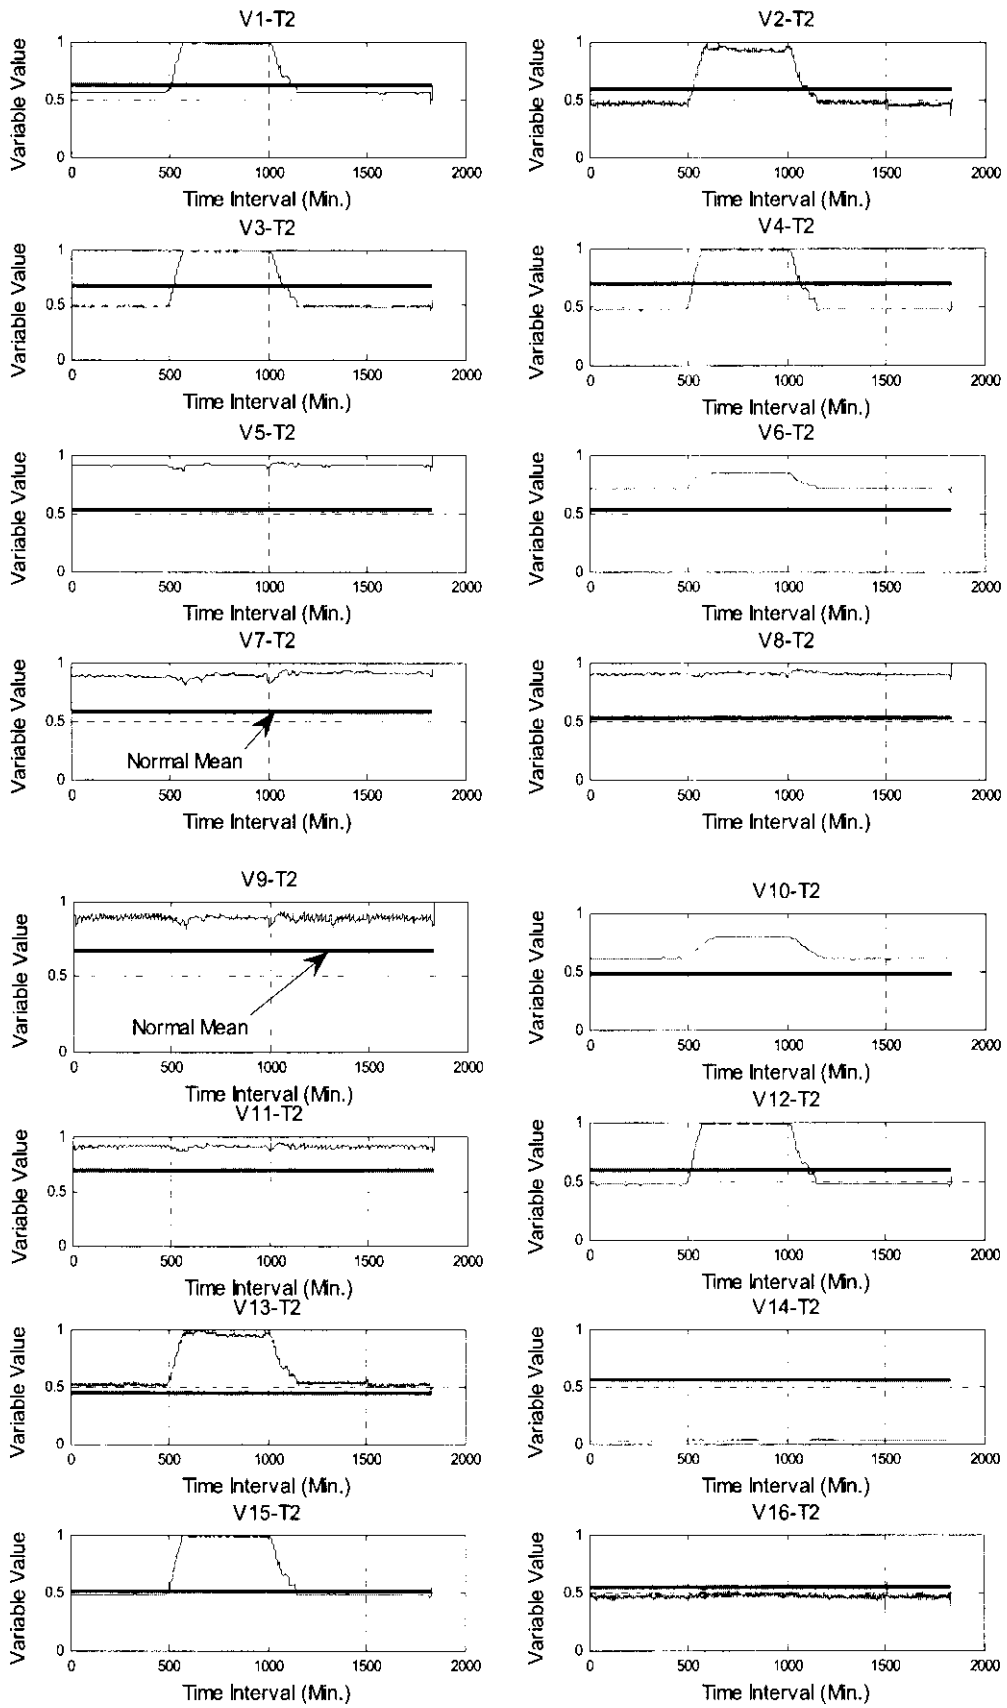 V1-T2
Variable Value
1
0.5
0
0
500
1000
1500
2000
Time Interval (Min.)
V2-T2
Variable Value
1
0.5
0
0
500
1000
1500
2000
Time Interval (Min.)
V3-T2
Variable Value
1
0.5
0
0
500
1000
1500
2000
Time Interval (Min.)
V4-T2
Variable Value
1
0.5
0
0
500
1000
1500
2000
Time Interval (Min.)
V5-T2
Variable Value
1
0.5
0
0
500
1000
1500
2000
Time Interval (Min.)
V6-T2
Variable Value
1
0.5
0
0
500
1000
1500
2000
Time Interval (Min.)
V7-T2
Variable Value
1
0.5
0
Normal Mean
0
500
1000
1500
2000
Time Interval (Min.)
V8-T2
Variable Value
1
0.5
0
0
500
1000
1500
2000
Time Interval (Min.)
V9-T2
Variable Value
1
0.5
0
Normal Mean
0
500
1000
1500
2000
Time Interval (Min.)
V10-T2
Variable Value
1
0.5
0
0
500
1000
1500
2000
Time Interval (Min.)
V11-T2
Variable Value
1
0.5
0
0
500
1000
1500
2000
Time Interval (Min.)
V12-T2
Variable Value
1
0.5
0
0
500
1000
1500
2000
Time Interval (Min.)
V13-T2
Variable Value
1
0.5
0
0
500
1000
1500
2000
Time Interval (Min.)
V14-T2
Variable Value
1
0.5
0
0
500
1000
1500
2000
Time Interval (Min.)
V15-T2
Variable Value
1
0.5
0
0
500
1000
1500
2000
Time Interval (Min.)
V16-T2
Variable Value
1
0.5
0
0
500
1000
1500
2000
Time Interval (Min.)